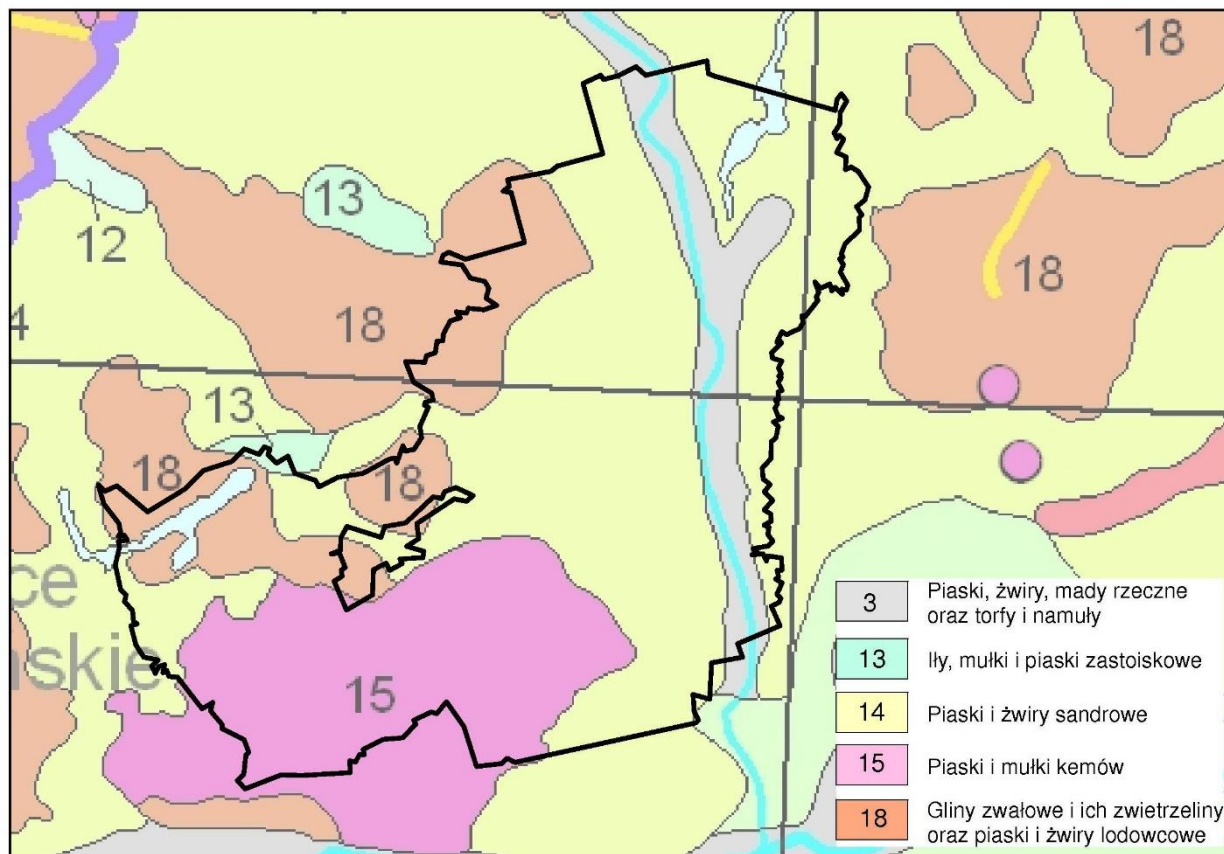 13
18
13
12
18
18
4
13
18
18
ce
nskie
15
3 Piaski, żwiry, mady rzeczne
oraz torfy i namuły
13 Iły, mułki i piaski zastoiskowe
14 Piaski i żwiry sandrowe
15 Piaski i mułki kemów
18 Gliny zwałowe i ich zwietrzeliny
oraz piaski i żwiry lodowcowe